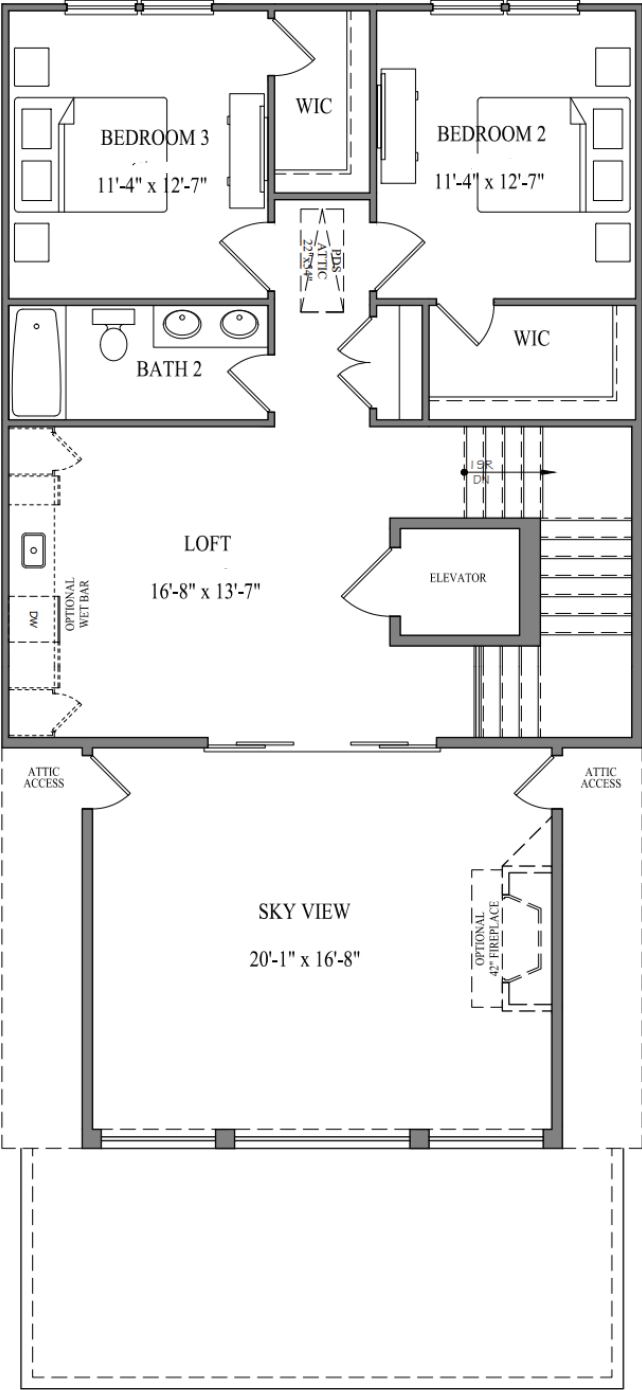 WIC
BEDROOM 3
11'-4" x 12'-7"
BEDROOM 2
11'-4" x 12'-7"
PDS
ATTIC
22"x54"
WIC
BATH 2
19R
DN
LOFT
16'-8" x 13'-7"
ELEVATOR
OPTIONAL
WET BAR
DW
ATTIC
ACCESS
ATTIC
ACCESS
SKY VIEW
20'-1" x 16'-8"
OPTIONAL
42" FIREPLACE